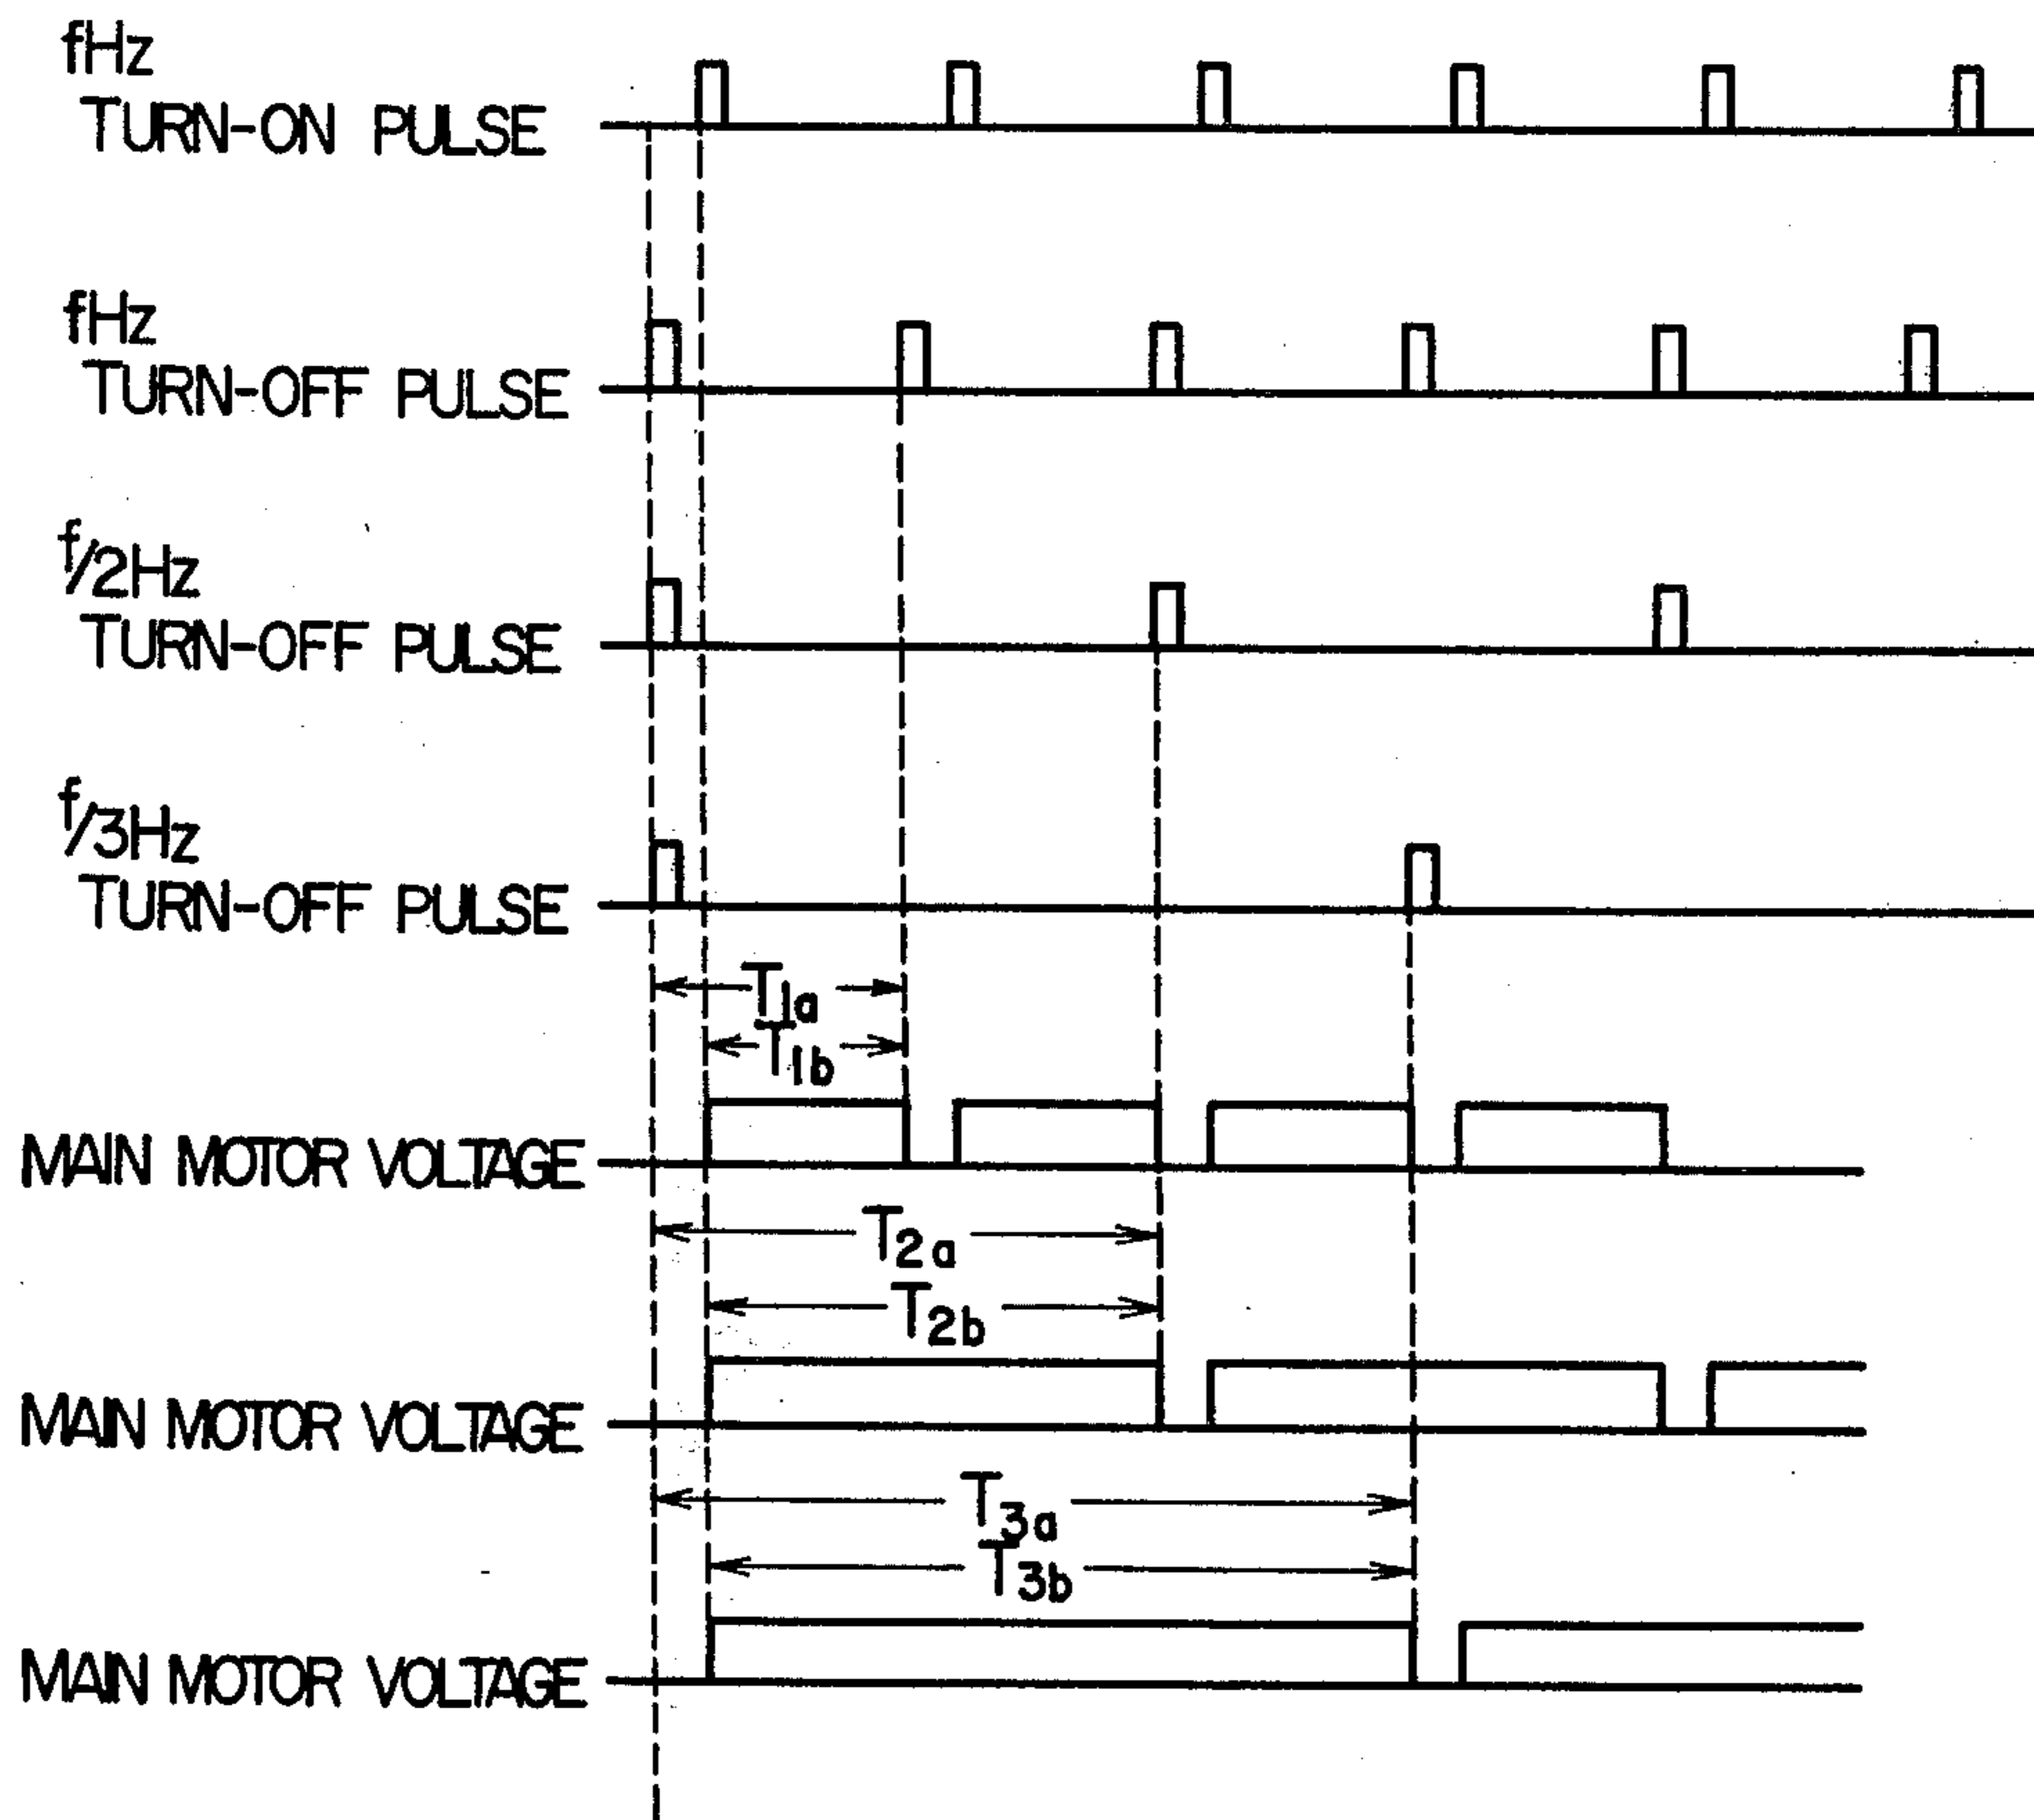 fHz
TURN-ON PULSE
fHz
TURN-OFF PULSE
f/2Hz
TURN-OFF PULSE
f/3Hz
TURN-OFF PULSE
T1a
T1b
MAIN MOTOR VOLTAGE
T2a
T2b
MAIN MOTOR VOLTAGE
T3a
T3b
MAIN MOTOR VOLTAGE